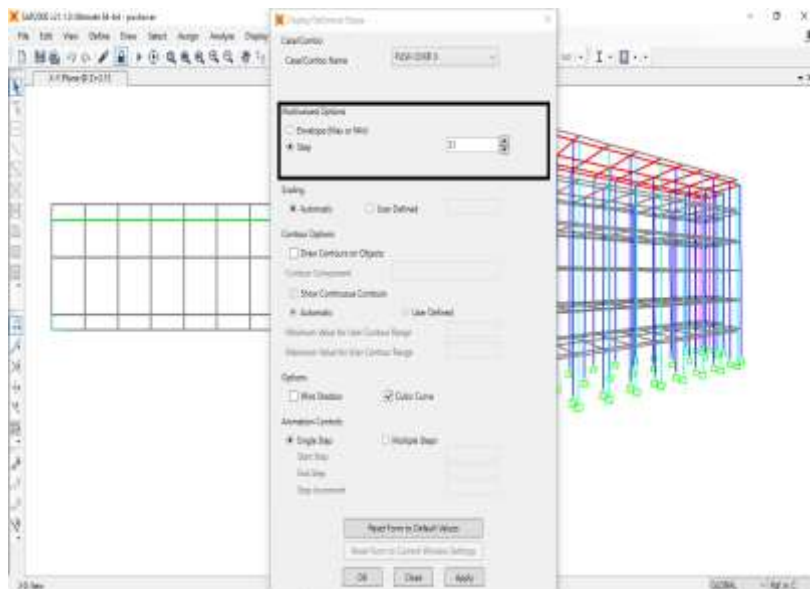 SAP2000 v21.1.0 Ultimate 64-bit - pushover
File Edit View Define Draw Select Assign Analyze Display
X-Y Plane @ Z=3.1
Display Deformed Shape
Case/Combo
Case/Combo Name
Multivalued Options
Envelope (Max or Min)
Step
Scaling
Automatic User Defined
Contour Options
Draw Contours on Objects
Contour Component
Show Continuous Contours
Automatic User Defined
Minimum Value for User Contour Range
Maximum Value for User Contour Range
Options
Wire Shadow Cubic Curve
Animation Controls
Single Step Multiple Steps
Start Step
End Step
Step Increment
Reset Form to Default Values
Reset Form to Current Window Settings
OK Close Apply
3-D View GLOBAL